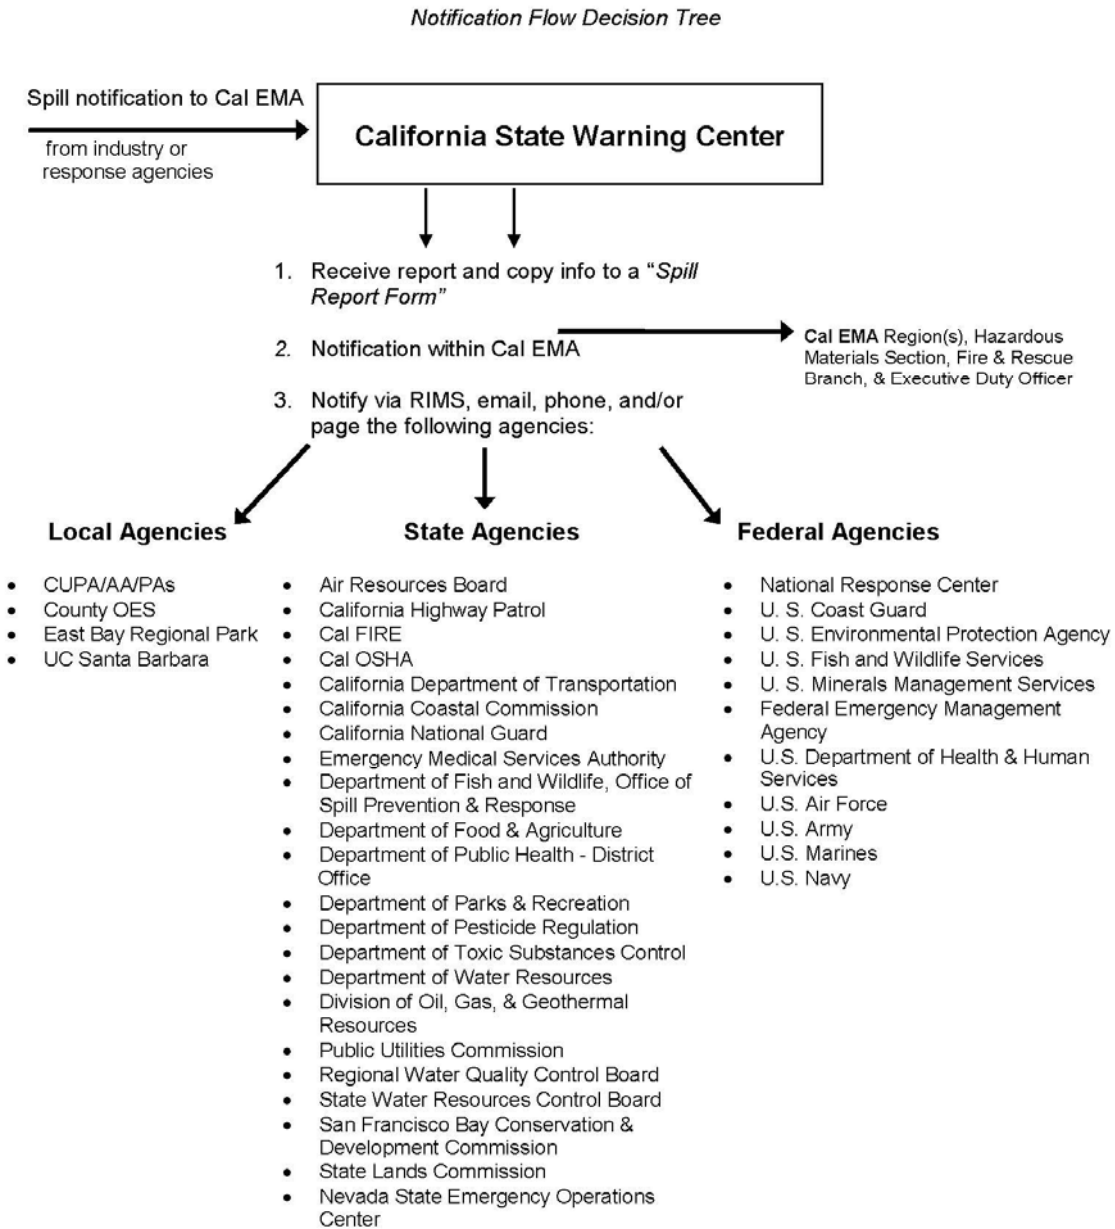 Notification Flow Decision Tree
Spill notification to Cal EMA
from industry or
response agencies
California State Warning Center
1. Receive report and copy info to a “Spill
Report Form”
2. Notification within Cal EMA
Cal EMA Region(s), Hazardous
Materials Section, Fire & Rescue
Branch, & Executive Duty Officer
3. Notify via RIMS, email, phone, and/or
page the following agencies:
Local Agencies
• CUPA/AA/PAs
• County OES
• East Bay Regional Park
• UC Santa Barbara
State Agencies
• Air Resources Board
• California Highway Patrol
• Cal FIRE
• Cal OSHA
• California Department of Transportation
• California Coastal Commission
• California National Guard
• Emergency Medical Services Authority
• Department of Fish and Wildlife, Office of
Spill Prevention & Response
• Department of Food & Agriculture
• Department of Public Health - District
Office
• Department of Parks & Recreation
• Department of Pesticide Regulation
• Department of Toxic Substances Control
• Department of Water Resources
• Division of Oil, Gas, & Geothermal
Resources
• Public Utilities Commission
• Regional Water Quality Control Board
• State Water Resources Control Board
• San Francisco Bay Conservation &
Development Commission
• State Lands Commission
• Nevada State Emergency Operations
Center
Federal Agencies
• National Response Center
• U. S. Coast Guard
• U. S. Environmental Protection Agency
• U. S. Fish and Wildlife Services
• U. S. Minerals Management Services
• Federal Emergency Management
Agency
• U.S. Department of Health & Human
Services
• U.S. Air Force
• U.S. Army
• U.S. Marines
• U.S. Navy